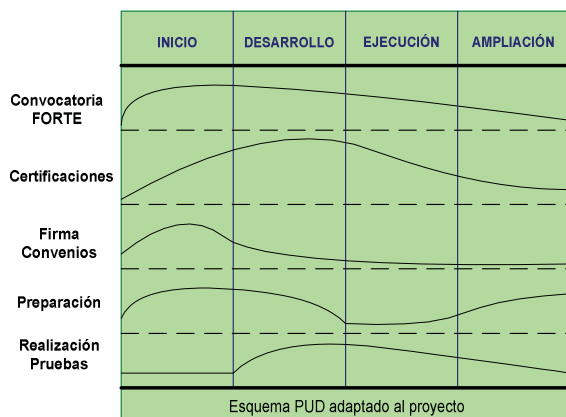 INICIO DESARROLLO EJECUCIÓN AMPLIACIÓN
Convocatoria
FORTE
Certificaciones
Firma
Convenios
Preparación
Realización
Pruebas
Esquema PUD adaptado al proyecto